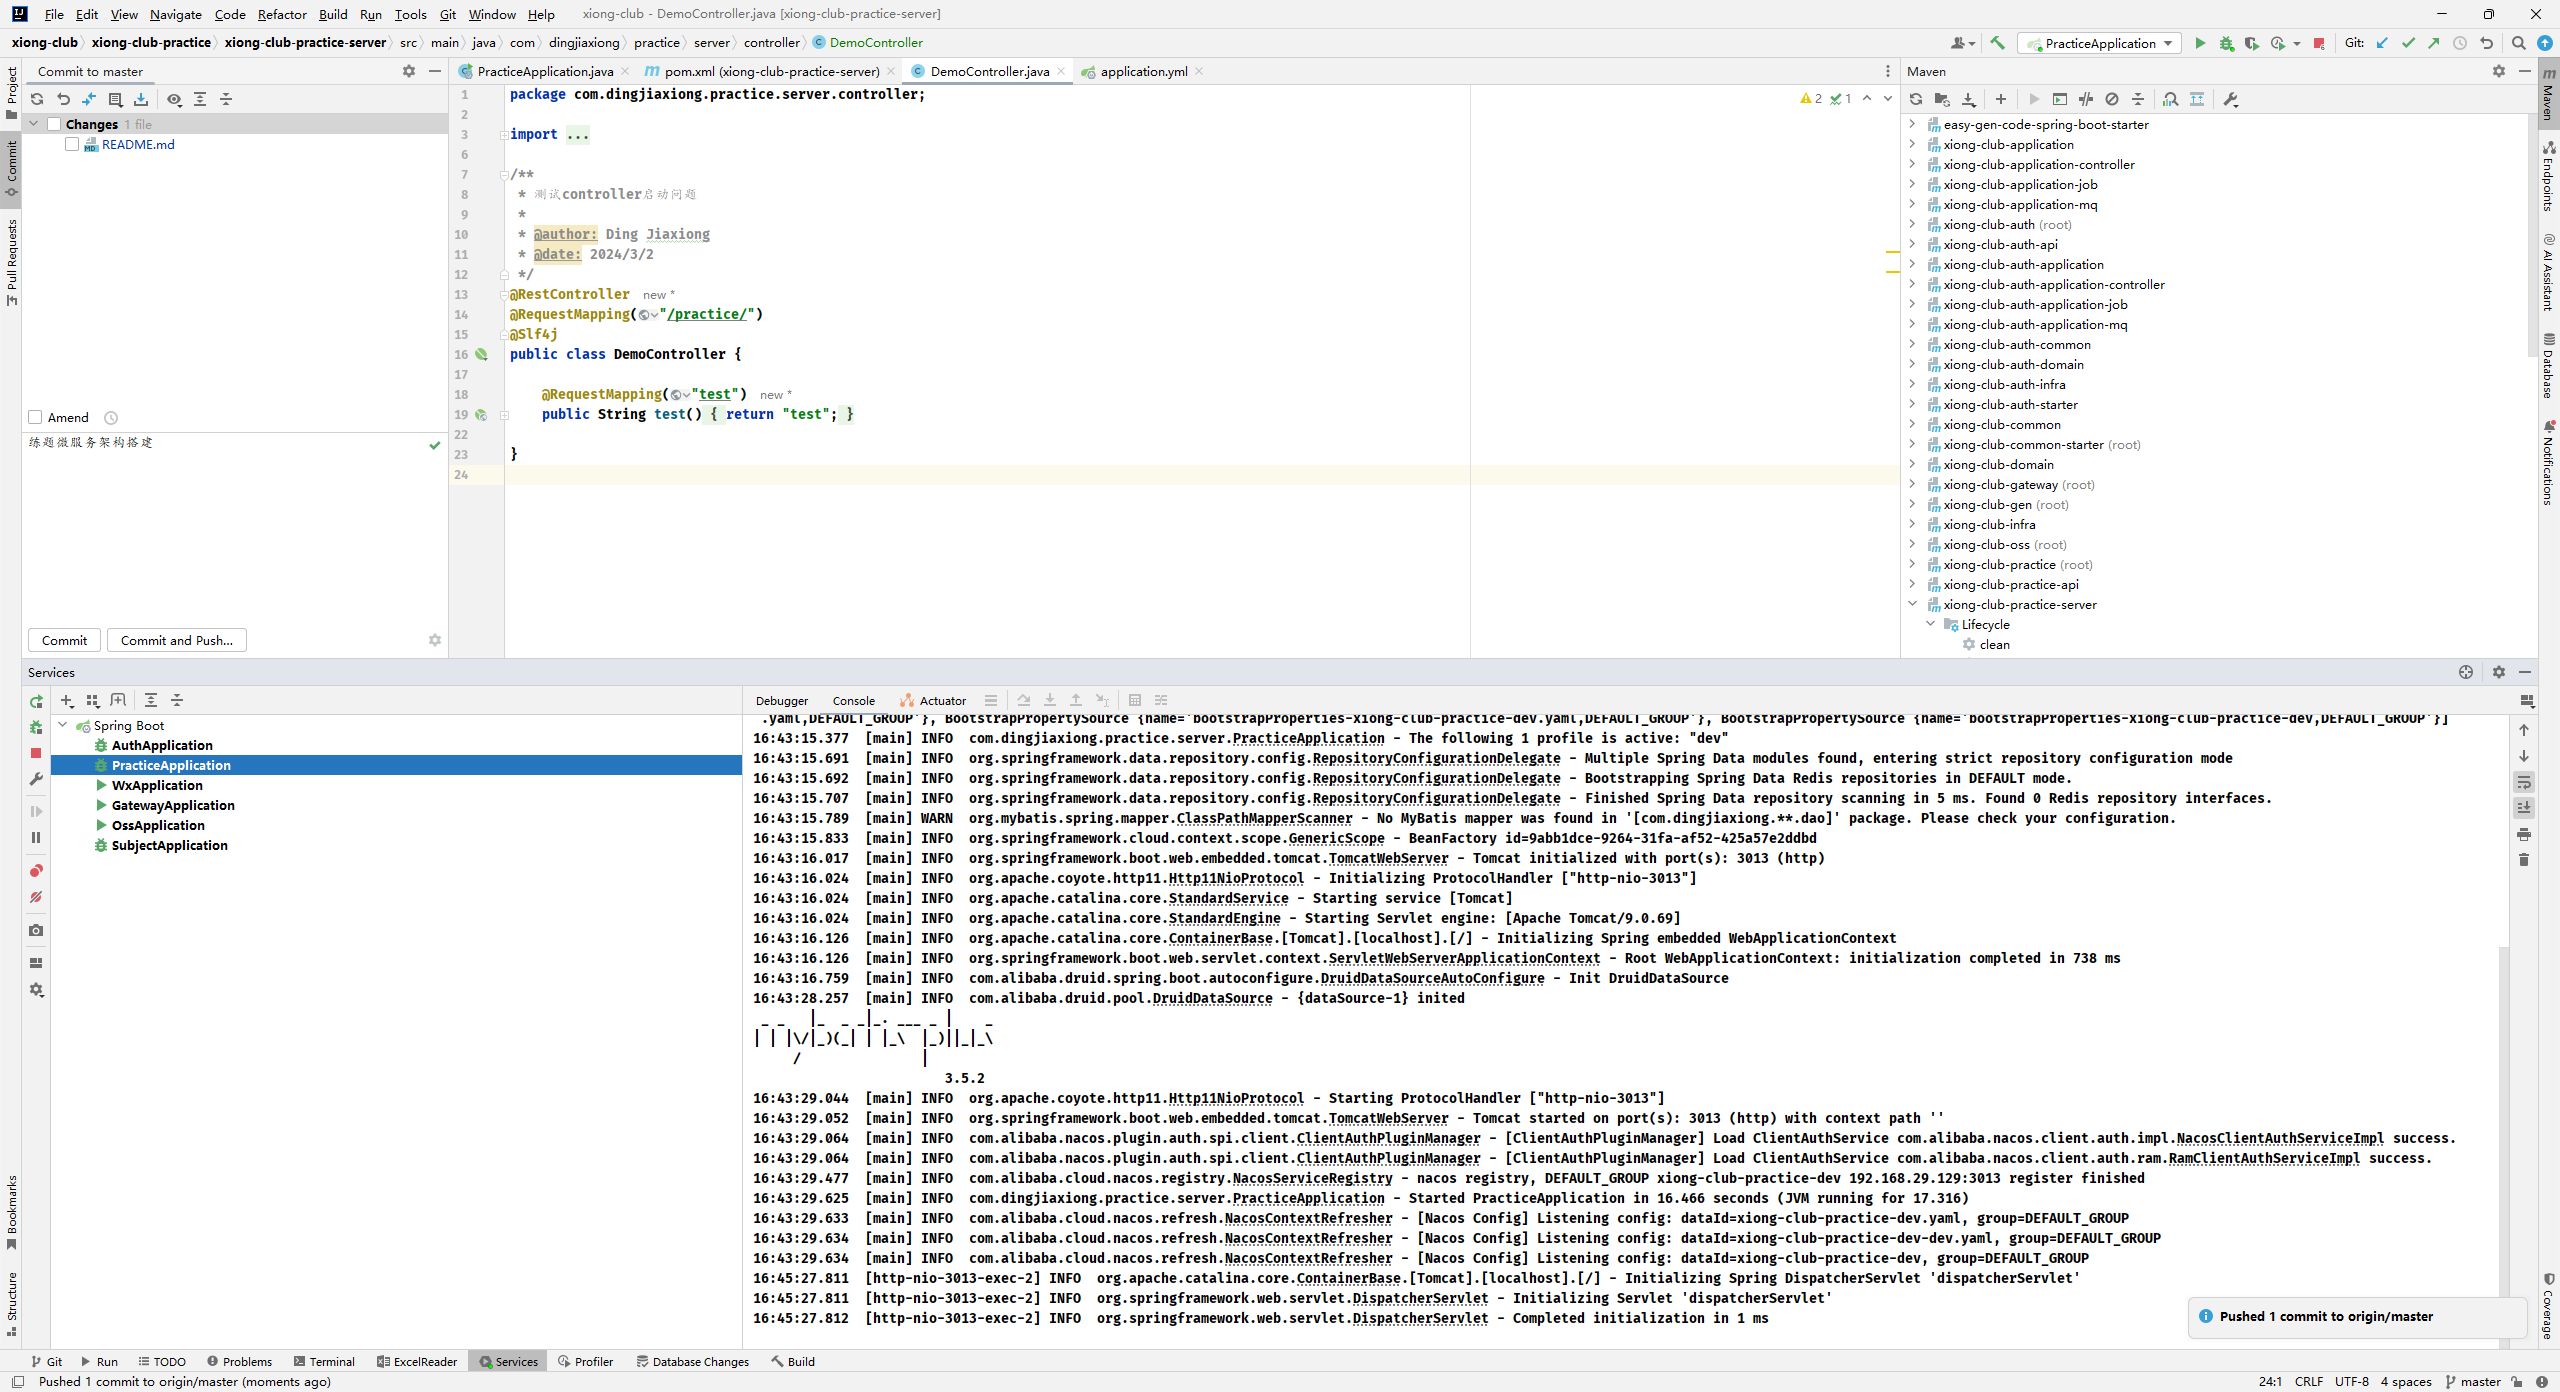 File Edit View Navigate Code Refactor Build Run Tools Git Window Help xiong-club - DemoController.java [xiong-club-practice-server]
xiong-club xiong-club-practice xiong-club-practice-server src main java com dingjiaxiong practice server controller DemoController
PracticeApplication Git:
Commit to master
Changes 1 file
README.md
Amend
练题微服务架构搭建
Commit Commit and Push...
Project
Commit
Pull Requests
Bookmarks
Structure
PracticeApplication.java pom.xml (xiong-club-practice-server) DemoController.java application.yml
2 1
1 package com.dingjiaxiong.practice.server.controller;
2
3 import ...
6
7 /**
8 * 测试controller启动问题
9 *
10 * @author: Ding Jiaxiong
11 * @date: 2024/3/2
12 */
13 @RestController new *
14 @RequestMapping("/practice/")
15 @Slf4j
16 public class DemoController {
17
18 @RequestMapping("test") new *
19 public String test() { return "test"; }
22
23 }
24
Maven
easy-gen-code-spring-boot-starter
xiong-club-application
xiong-club-application-controller
xiong-club-application-job
xiong-club-application-mq
xiong-club-auth (root)
xiong-club-auth-api
xiong-club-auth-application
xiong-club-auth-application-controller
xiong-club-auth-application-job
xiong-club-auth-application-mq
xiong-club-auth-common
xiong-club-auth-domain
xiong-club-auth-infra
xiong-club-auth-starter
xiong-club-common
xiong-club-common-starter (root)
xiong-club-domain
xiong-club-gateway (root)
xiong-club-gen (root)
xiong-club-infra
xiong-club-oss (root)
xiong-club-practice (root)
xiong-club-practice-api
xiong-club-practice-server
Lifecycle
clean
Maven
Endpoints
AI Assistant
Database
Notifications
Coverage
Services
Spring Boot
AuthApplication
PracticeApplication
WxApplication
GatewayApplication
OssApplication
SubjectApplication
Debugger Console Actuator
.yaml,DEFAULT_GROUP'}, BootstrapPropertySource {name='bootstrapProperties-xiong-club-practice-dev.yaml,DEFAULT_GROUP'}, BootstrapPropertySource {name='bootstrapProperties-xiong-club-practice-dev,DEFAULT_GROUP'}]
16:43:15.377 [main] INFO com.dingjiaxiong.practice.server.PracticeApplication - The following 1 profile is active: "dev"
16:43:15.691 [main] INFO org.springframework.data.repository.config.RepositoryConfigurationDelegate - Multiple Spring Data modules found, entering strict repository configuration mode
16:43:15.692 [main] INFO org.springframework.data.repository.config.RepositoryConfigurationDelegate - Bootstrapping Spring Data Redis repositories in DEFAULT mode.
16:43:15.707 [main] INFO org.springframework.data.repository.config.RepositoryConfigurationDelegate - Finished Spring Data repository scanning in 5 ms. Found 0 Redis repository interfaces.
16:43:15.789 [main] WARN org.mybatis.spring.mapper.ClassPathMapperScanner - No MyBatis mapper was found in '[com.dingjiaxiong.**.dao]' package. Please check your configuration.
16:43:15.833 [main] INFO org.springframework.cloud.context.scope.GenericScope - BeanFactory id=9abb1dce-9264-31fa-af52-425a57e2ddbd
16:43:16.017 [main] INFO org.springframework.boot.web.embedded.tomcat.TomcatWebServer - Tomcat initialized with port(s): 3013 (http)
16:43:16.024 [main] INFO org.apache.coyote.http11.Http11NioProtocol - Initializing ProtocolHandler ["http-nio-3013"]
16:43:16.024 [main] INFO org.apache.catalina.core.StandardService - Starting service [Tomcat]
16:43:16.024 [main] INFO org.apache.catalina.core.StandardEngine - Starting Servlet engine: [Apache Tomcat/9.0.69]
16:43:16.126 [main] INFO org.apache.catalina.core.ContainerBase.[Tomcat].[localhost].[/] - Initializing Spring embedded WebApplicationContext
16:43:16.126 [main] INFO org.springframework.boot.web.servlet.context.ServletWebServerApplicationContext - Root WebApplicationContext: initialization completed in 738 ms
16:43:16.759 [main] INFO com.alibaba.druid.spring.boot.autoconfigure.DruidDataSourceAutoConfigure - Init DruidDataSource
16:43:28.257 [main] INFO com.alibaba.druid.pool.DruidDataSource - {dataSource-1} inited
 _ _   |_  _ _|_. ___ _ |    _
| | |\/|_)(_| | |_\  |_)||_|_\
     /               |
3.5.2
16:43:29.044 [main] INFO org.apache.coyote.http11.Http11NioProtocol - Starting ProtocolHandler ["http-nio-3013"]
16:43:29.052 [main] INFO org.springframework.boot.web.embedded.tomcat.TomcatWebServer - Tomcat started on port(s): 3013 (http) with context path ''
16:43:29.064 [main] INFO com.alibaba.nacos.plugin.auth.spi.client.ClientAuthPluginManager - [ClientAuthPluginManager] Load ClientAuthService com.alibaba.nacos.client.auth.impl.NacosClientAuthServiceImpl success.
16:43:29.064 [main] INFO com.alibaba.nacos.plugin.auth.spi.client.ClientAuthPluginManager - [ClientAuthPluginManager] Load ClientAuthService com.alibaba.nacos.client.auth.ram.RamClientAuthServiceImpl success.
16:43:29.477 [main] INFO com.alibaba.cloud.nacos.registry.NacosServiceRegistry - nacos registry, DEFAULT_GROUP xiong-club-practice-dev 192.168.29.129:3013 register finished
16:43:29.625 [main] INFO com.dingjiaxiong.practice.server.PracticeApplication - Started PracticeApplication in 16.466 seconds (JVM running for 17.316)
16:43:29.633 [main] INFO com.alibaba.cloud.nacos.refresh.NacosContextRefresher - [Nacos Config] Listening config: dataId=xiong-club-practice-dev.yaml, group=DEFAULT_GROUP
16:43:29.634 [main] INFO com.alibaba.cloud.nacos.refresh.NacosContextRefresher - [Nacos Config] Listening config: dataId=xiong-club-practice-dev-dev.yaml, group=DEFAULT_GROUP
16:43:29.634 [main] INFO com.alibaba.cloud.nacos.refresh.NacosContextRefresher - [Nacos Config] Listening config: dataId=xiong-club-practice-dev, group=DEFAULT_GROUP
16:45:27.811 [http-nio-3013-exec-2] INFO org.apache.catalina.core.ContainerBase.[Tomcat].[localhost].[/] - Initializing Spring DispatcherServlet 'dispatcherServlet'
16:45:27.811 [http-nio-3013-exec-2] INFO org.springframework.web.servlet.DispatcherServlet - Initializing Servlet 'dispatcherServlet'
16:45:27.812 [http-nio-3013-exec-2] INFO org.springframework.web.servlet.DispatcherServlet - Completed initialization in 1 ms
Pushed 1 commit to origin/master
Git Run TODO Problems Terminal ExcelReader Services Profiler Database Changes Build
Pushed 1 commit to origin/master (moments ago) 24:1 CRLF UTF-8 4 spaces master